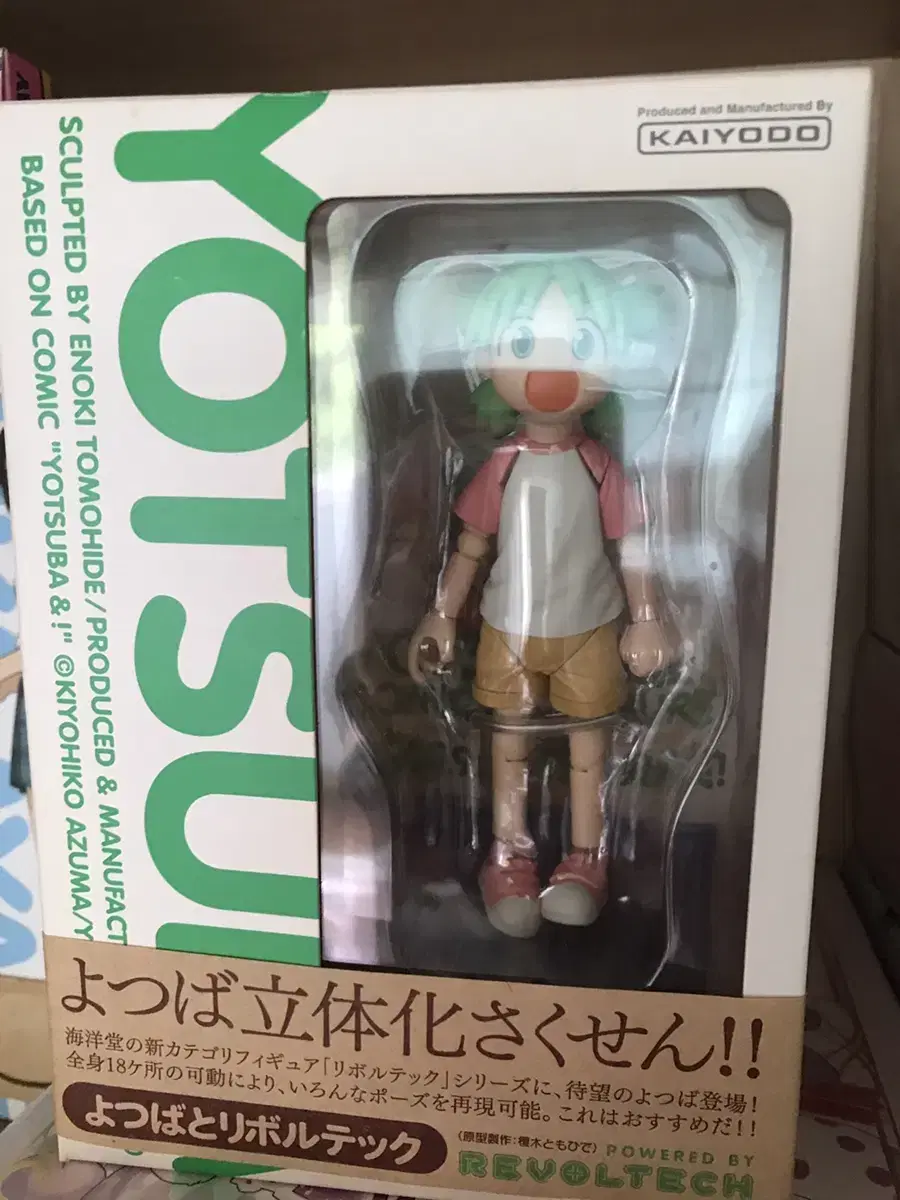 Produced and Manufactured By
KAIYODO
YOTSU
SCULPTED BY ENOKI TOMOHIDE / PRODUCED & MANUFACT
BASED ON COMIC "YOTSUBA &!" ©KIYOHIKO AZUMA/Y
よつば立体化さくせん!!
海洋堂の新カテゴリフィギュア「リボルテック」シリーズに、待望のよつば登場!
全身18ケ所の可動により、いろんなポーズを再現可能。これはおすすめだ!!
よつばとリボルテック
(原型製作:榎木ともひで)
POWERED BY
REVOLTECH